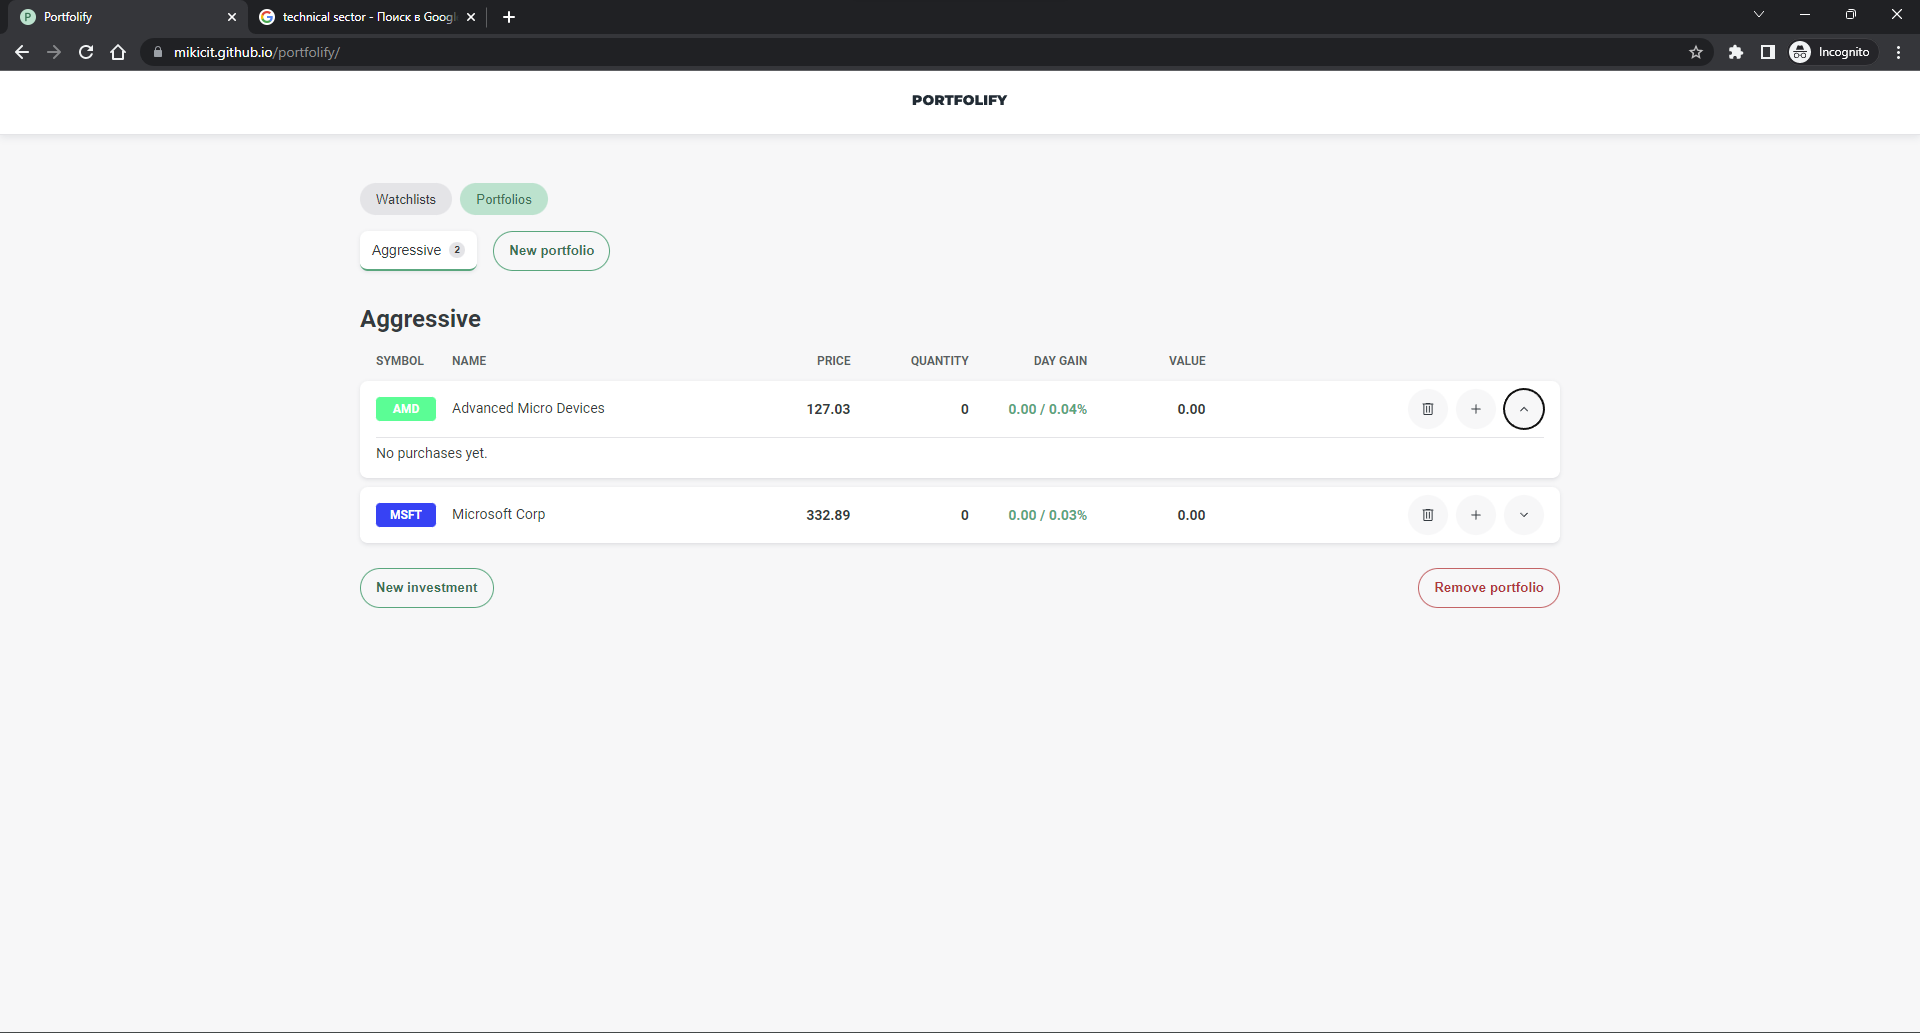 Portfolify
technical sector - Поиск в Googl
mikicit.github.io/portfolify/
Incognito
PORTFOLIFY
Watchlists
Portfolios
Aggressive 2
New portfolio
Aggressive
SYMBOL NAME PRICE QUANTITY DAY GAIN VALUE
AMD Advanced Micro Devices 127.03 0 0.00 / 0.04% 0.00
No purchases yet.
MSFT Microsoft Corp 332.89 0 0.00 / 0.03% 0.00
New investment
Remove portfolio